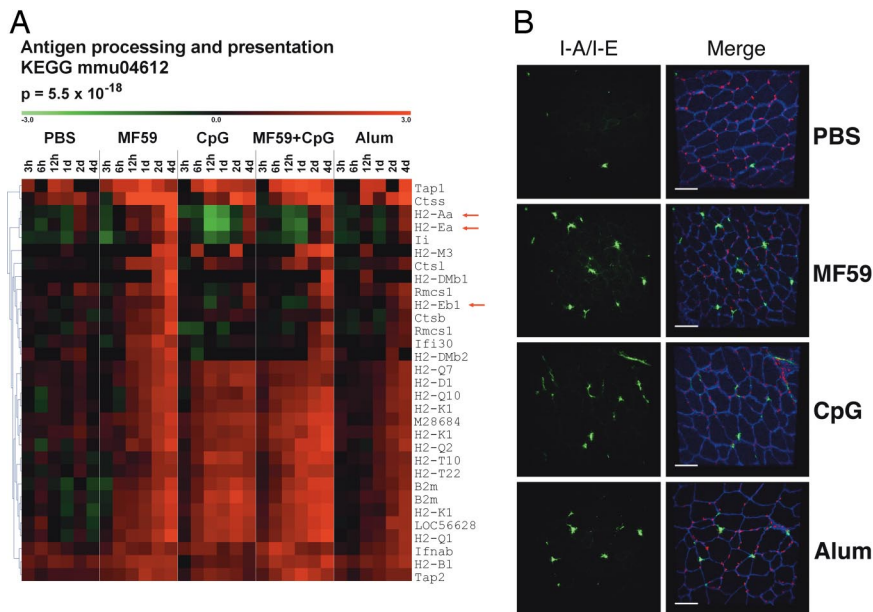 A
Antigen processing and presentation
KEGG mmu04612
p = 5.5 x 10-18
-3.0 0.0 3.0
PBS MF59 CpG MF59+CpG Alum
3h 6h 12h 1d 2d 4d 3h 6h 12h 1d 2d 4d 3h 6h 12h 1d 2d 4d 3h 6h 12h 1d 2d 4d 3h 6h 12h 1d 2d 4d
Tap1
Ctss
H2-Aa
H2-Ea
Ii
H2-M3
Ctsl
H2-DMb1
Rmcs1
H2-Eb1
Ctsb
Rmcs1
Ifi30
H2-DMb2
H2-Q7
H2-D1
H2-Q10
H2-K1
M28684
H2-K1
H2-Q2
H2-T10
H2-T22
B2m
B2m
H2-K1
LOC56628
H2-Q1
Ifnab
H2-Bl
Tap2
B
I-A/I-E Merge
PBS
MF59
CpG
Alum